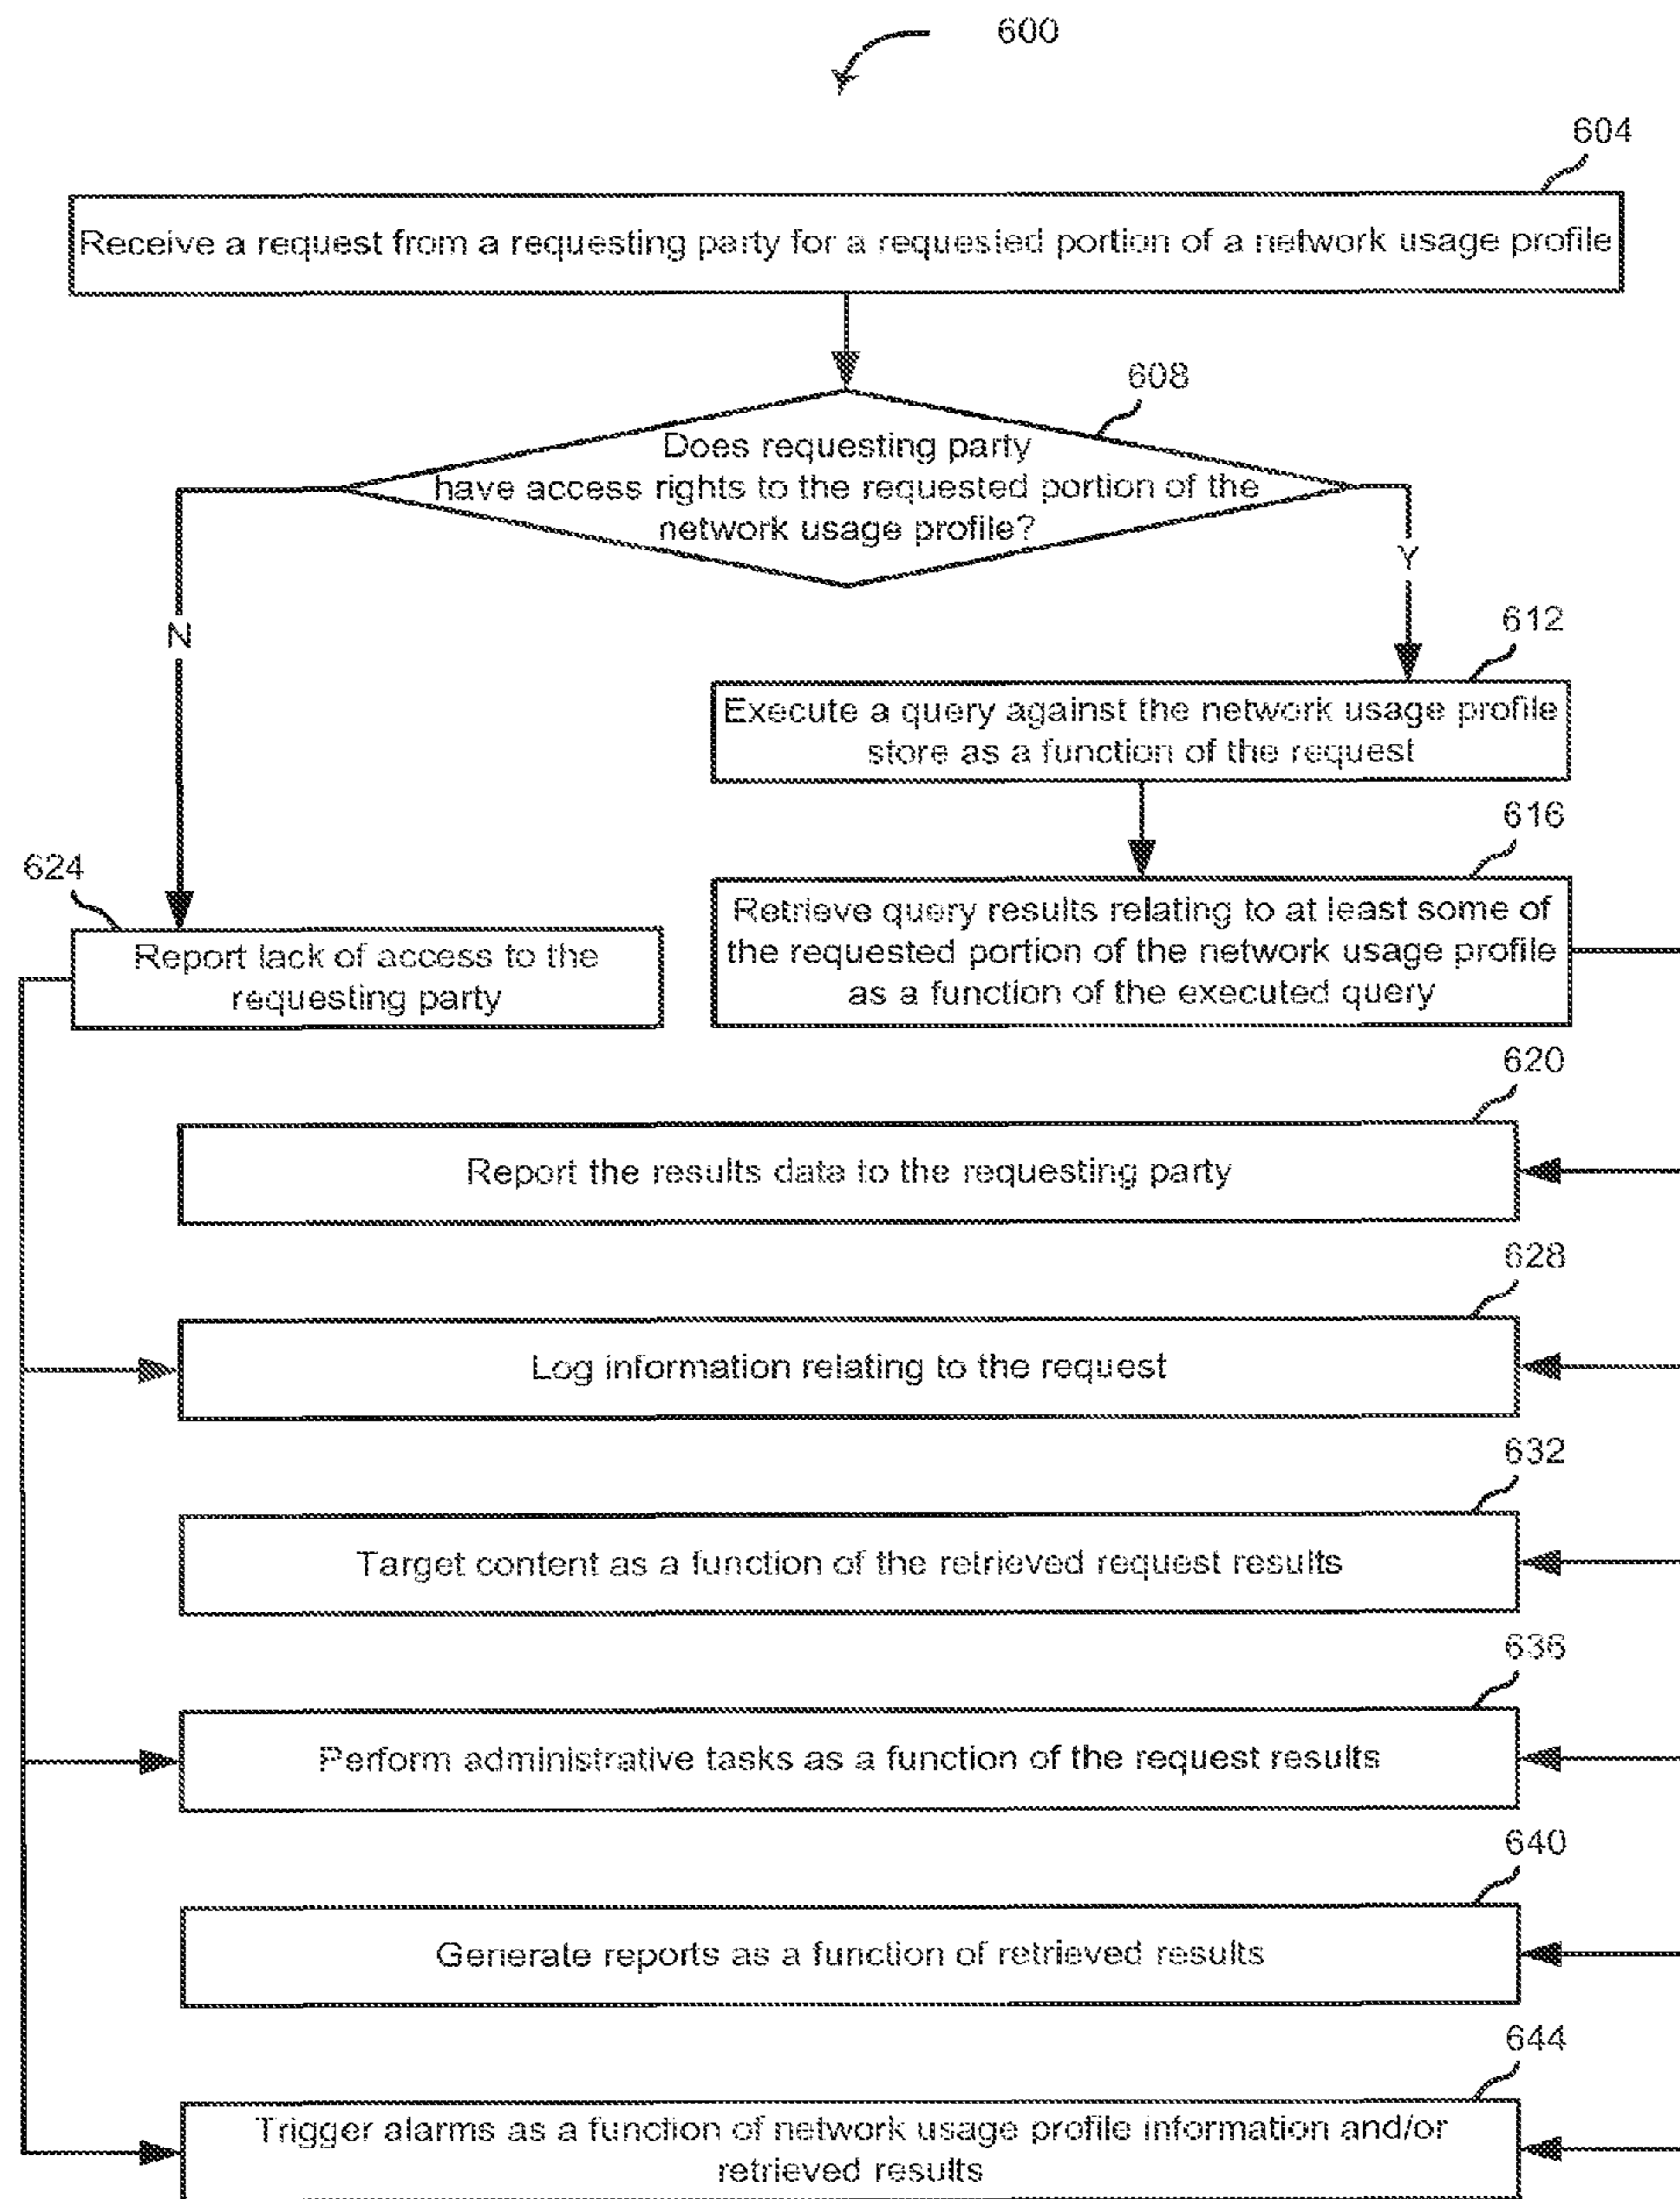 600
604
Receive a request from a requesting party for a requested portion of a network usage profile
608
Does requesting party
have access rights to the requested portion of the
network usage profile?
Y
N
612
Execute a query against the network usage profile
store as a function of the request
616
Retrieve query results relating to at least some of
the requested portion of the network usage profile
as a function of the executed query
624
Report lack of access to the
requesting party
620
Report the results data to the requesting party
628
Log information relating to the request
632
Target content as a function of the retrieved request results
636
Perform administrative tasks as a function of the request results
640
Generate reports as a function of retrieved results
644
Trigger alarms as a function of network usage profile information and/or
retrieved results